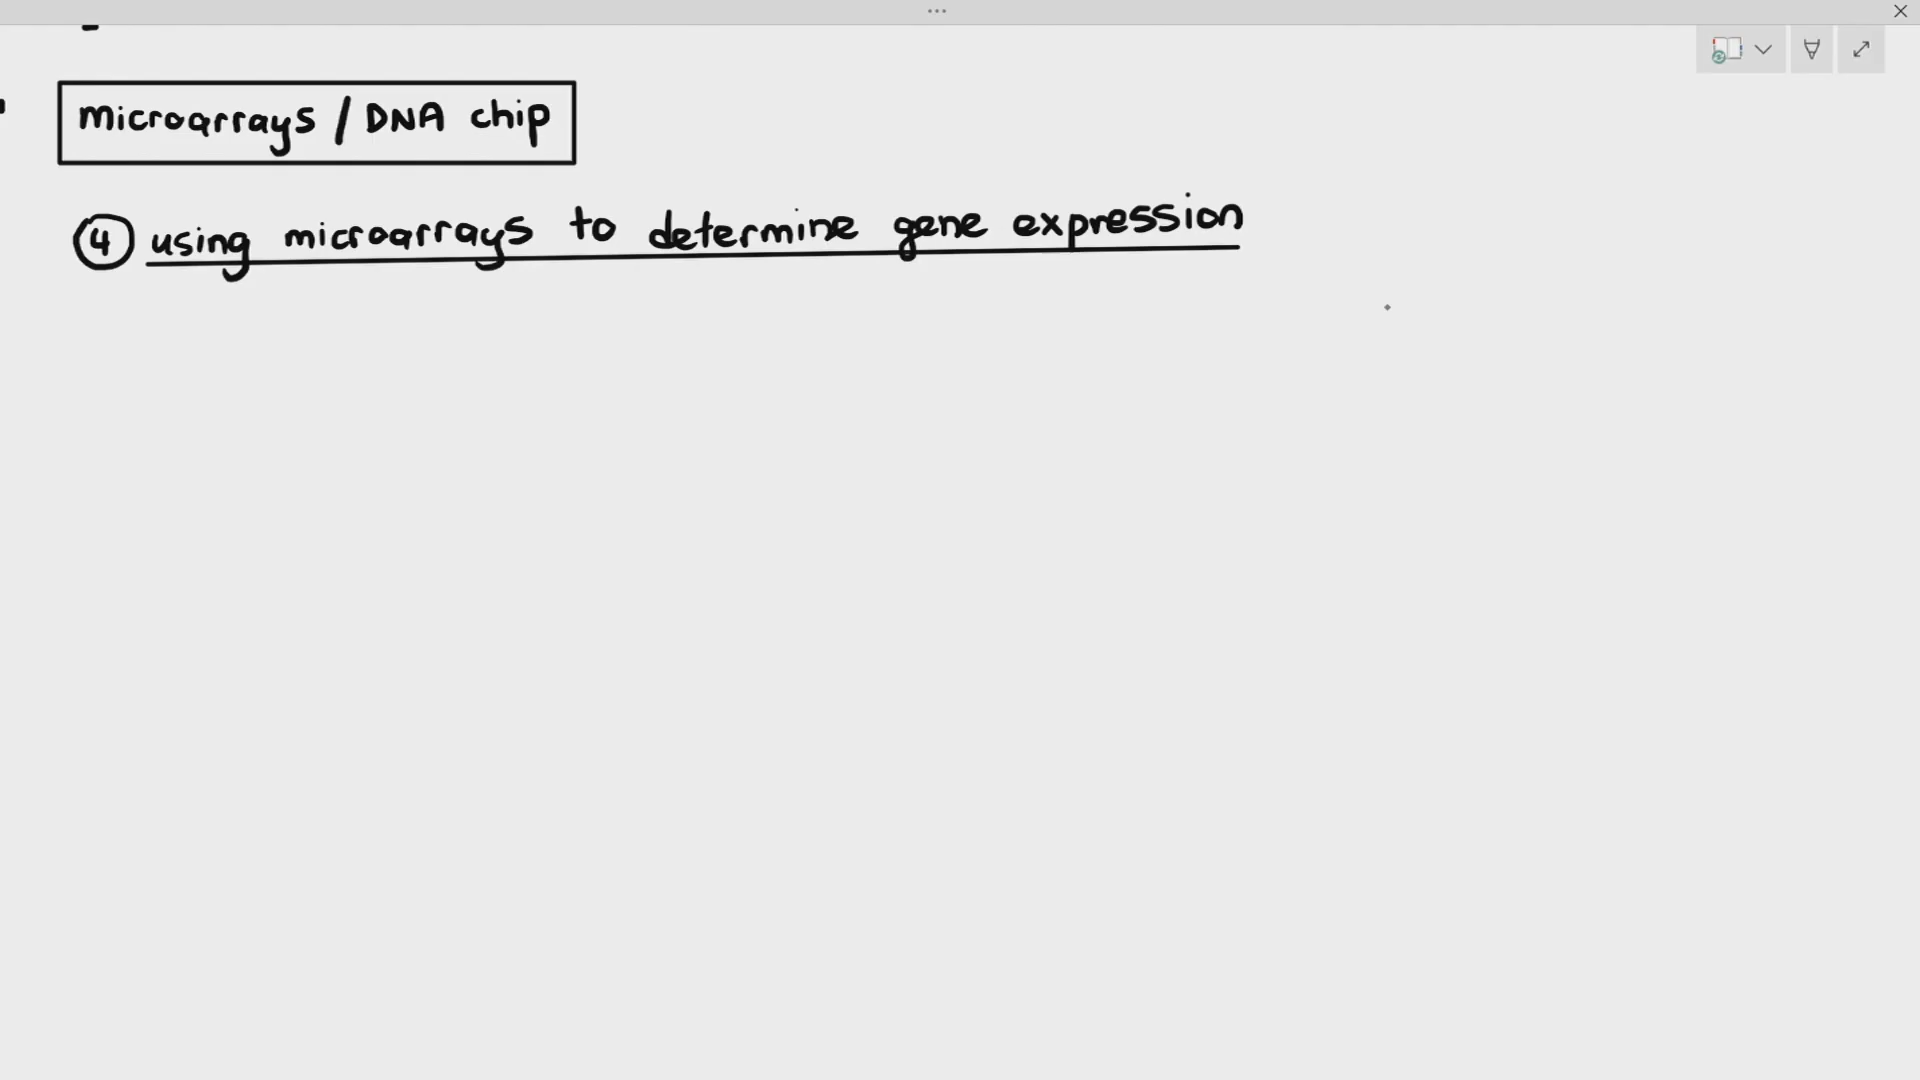 microarrays / DNA chip
④ using microarrays to determine gene expression